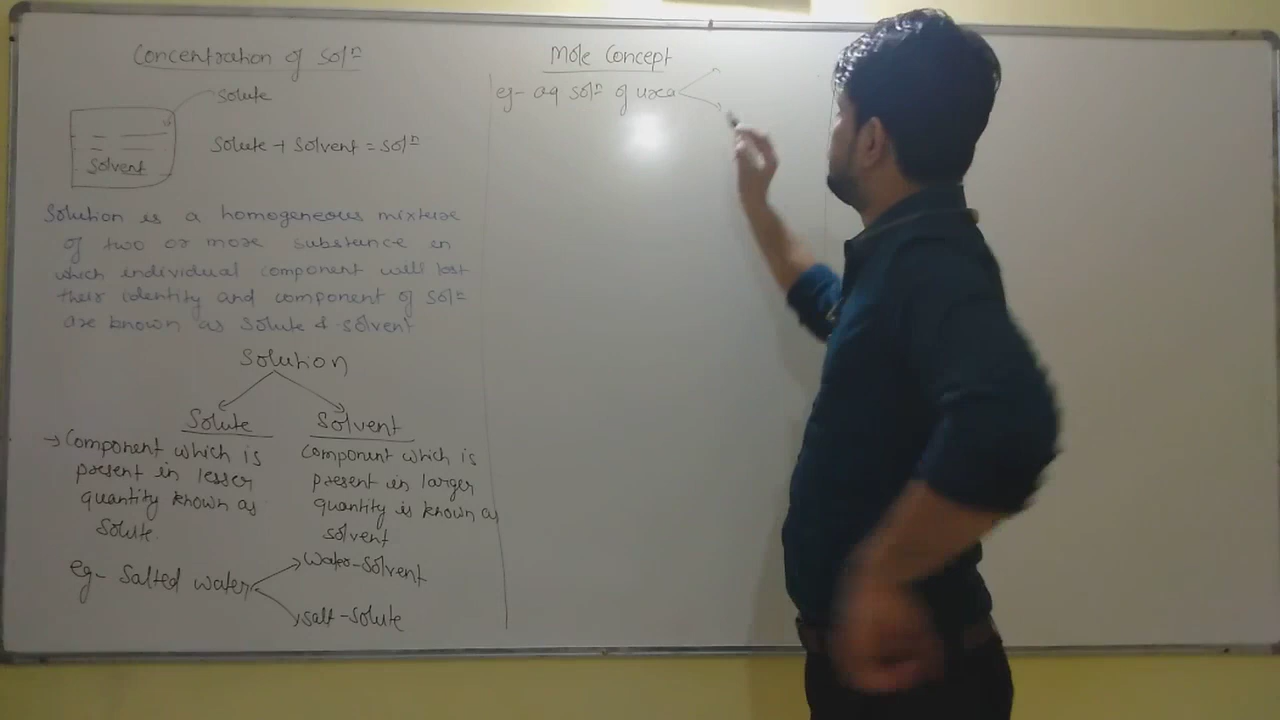 Concentration of solⁿ
solute
solvent
solute + solvent = solⁿ
Solution is a homogeneous mixture
of two or more substance in
which individual component will lost
their identity and component of solⁿ
are known as solute & solvent
Solution
Solute
→ Component which is
present in lesser
quantity known as
solute.
Solvent
Component which is
present in larger
quantity is known as
solvent
eg- Salted water
Water-Solvent
salt-solute
Mole Concept
eg- aq solⁿ of urea